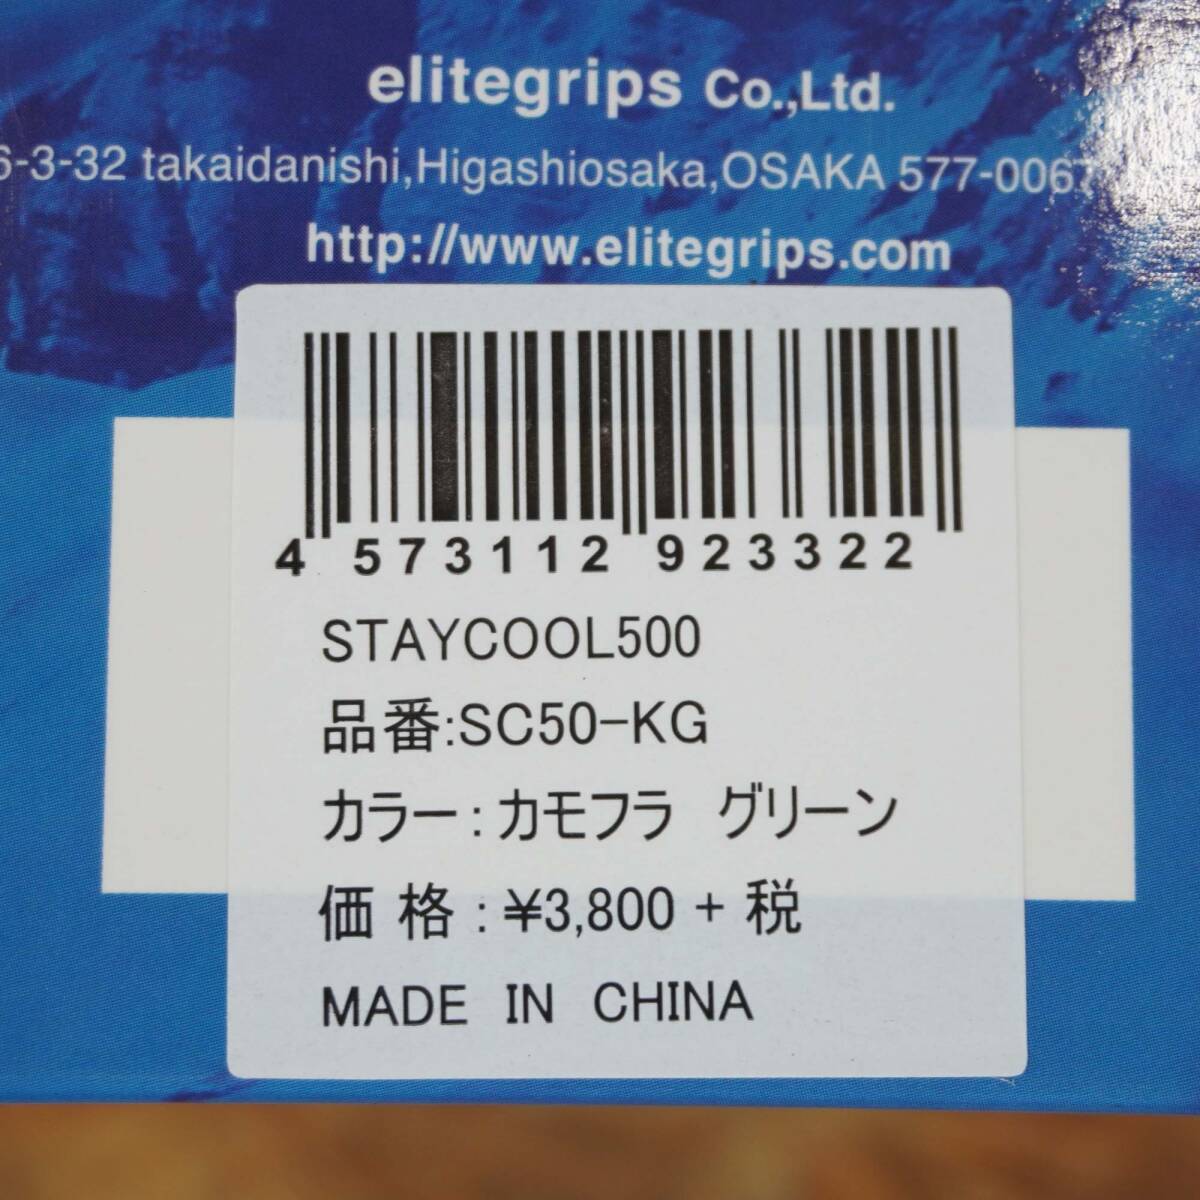 elitegrips Co.,Ltd.
6-3-32 takaidanishi,Higashiosaka,OSAKA 577-0067
http://www.elitegrips.com
4 573112 923322
STAYCOOL500
品番:SC50-KG
カラー:カモフラ グリーン
価格:¥3,800 + 税
MADE IN CHINA